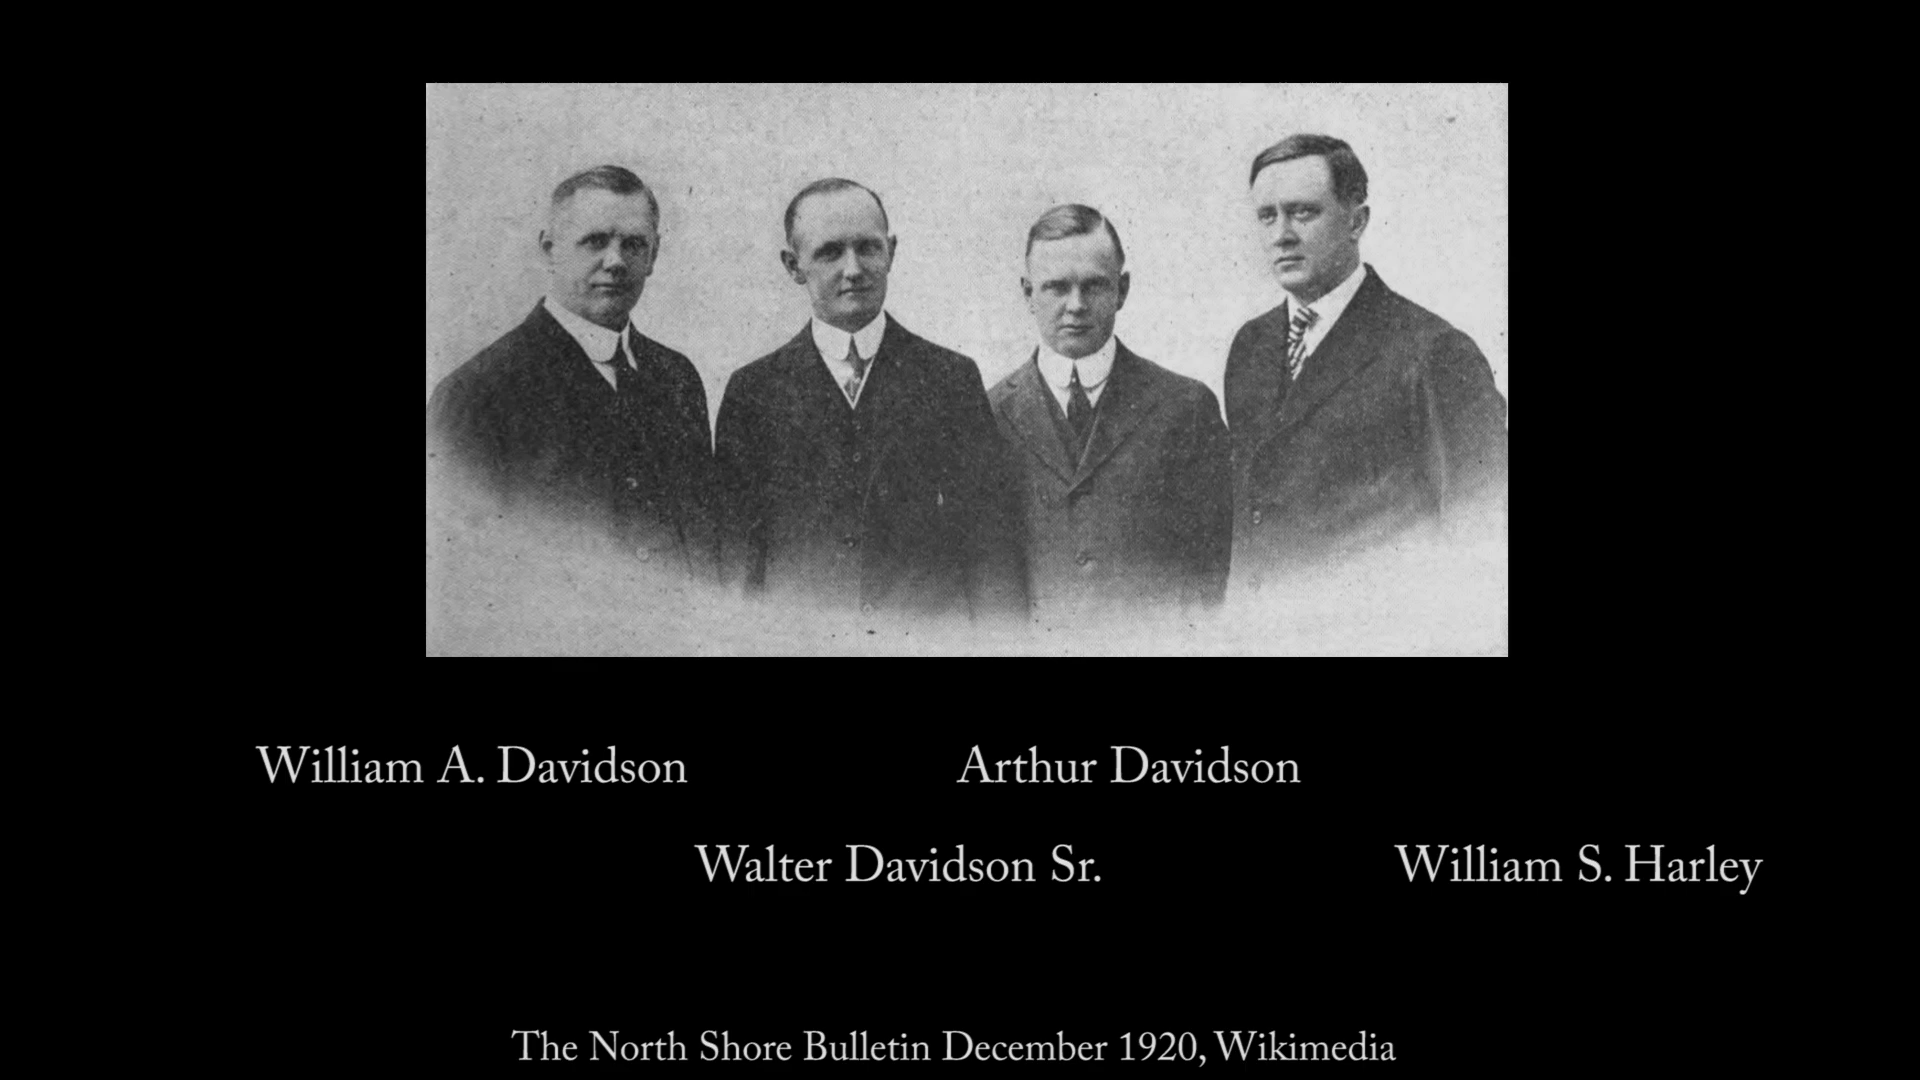 William A. Davidson
Arthur Davidson
Walter Davidson Sr.
William S. Harley
The North Shore Bulletin December 1920, Wikimedia